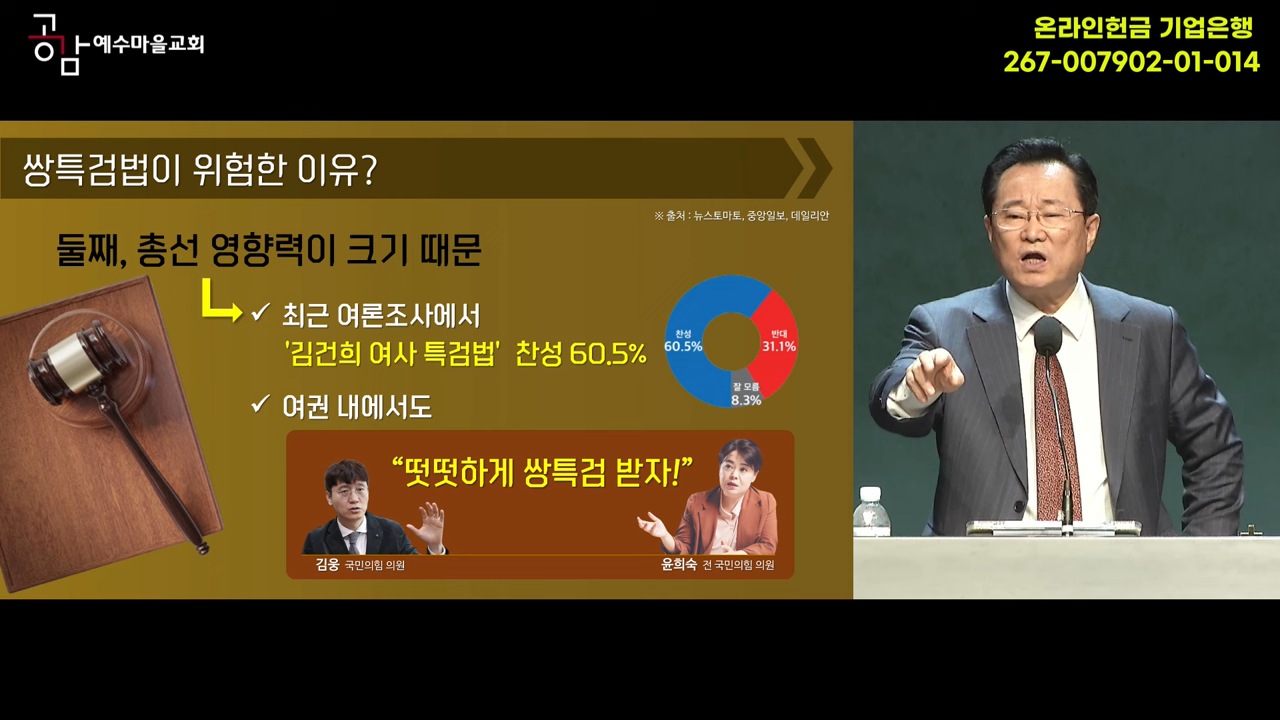 공감 예수마을교회
온라인헌금 기업은행
267-007902-01-014
쌍특검법이 위험한 이유?
※ 출처 : 뉴스토마토, 중앙일보, 데일리안
둘째, 총선 영향력이 크기 때문
✓ 최근 여론조사에서
'김건희 여사 특검법' 찬성 60.5%
찬성
60.5%
반대
31.1%
잘 모름
8.3%
✓ 여권 내에서도
“떳떳하게 쌍특검 받자!”
김웅 국민의힘 의원
윤희숙 전 국민의힘 의원